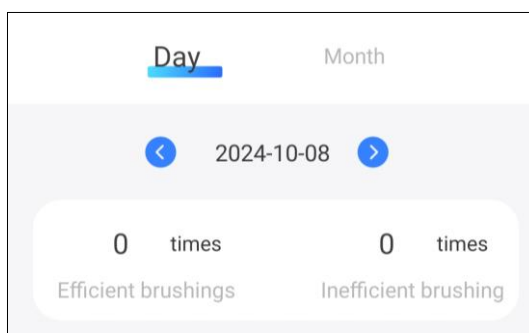 Day Month
2024-10-08
0 times 0 times
Efficient brushings Inefficient brushing